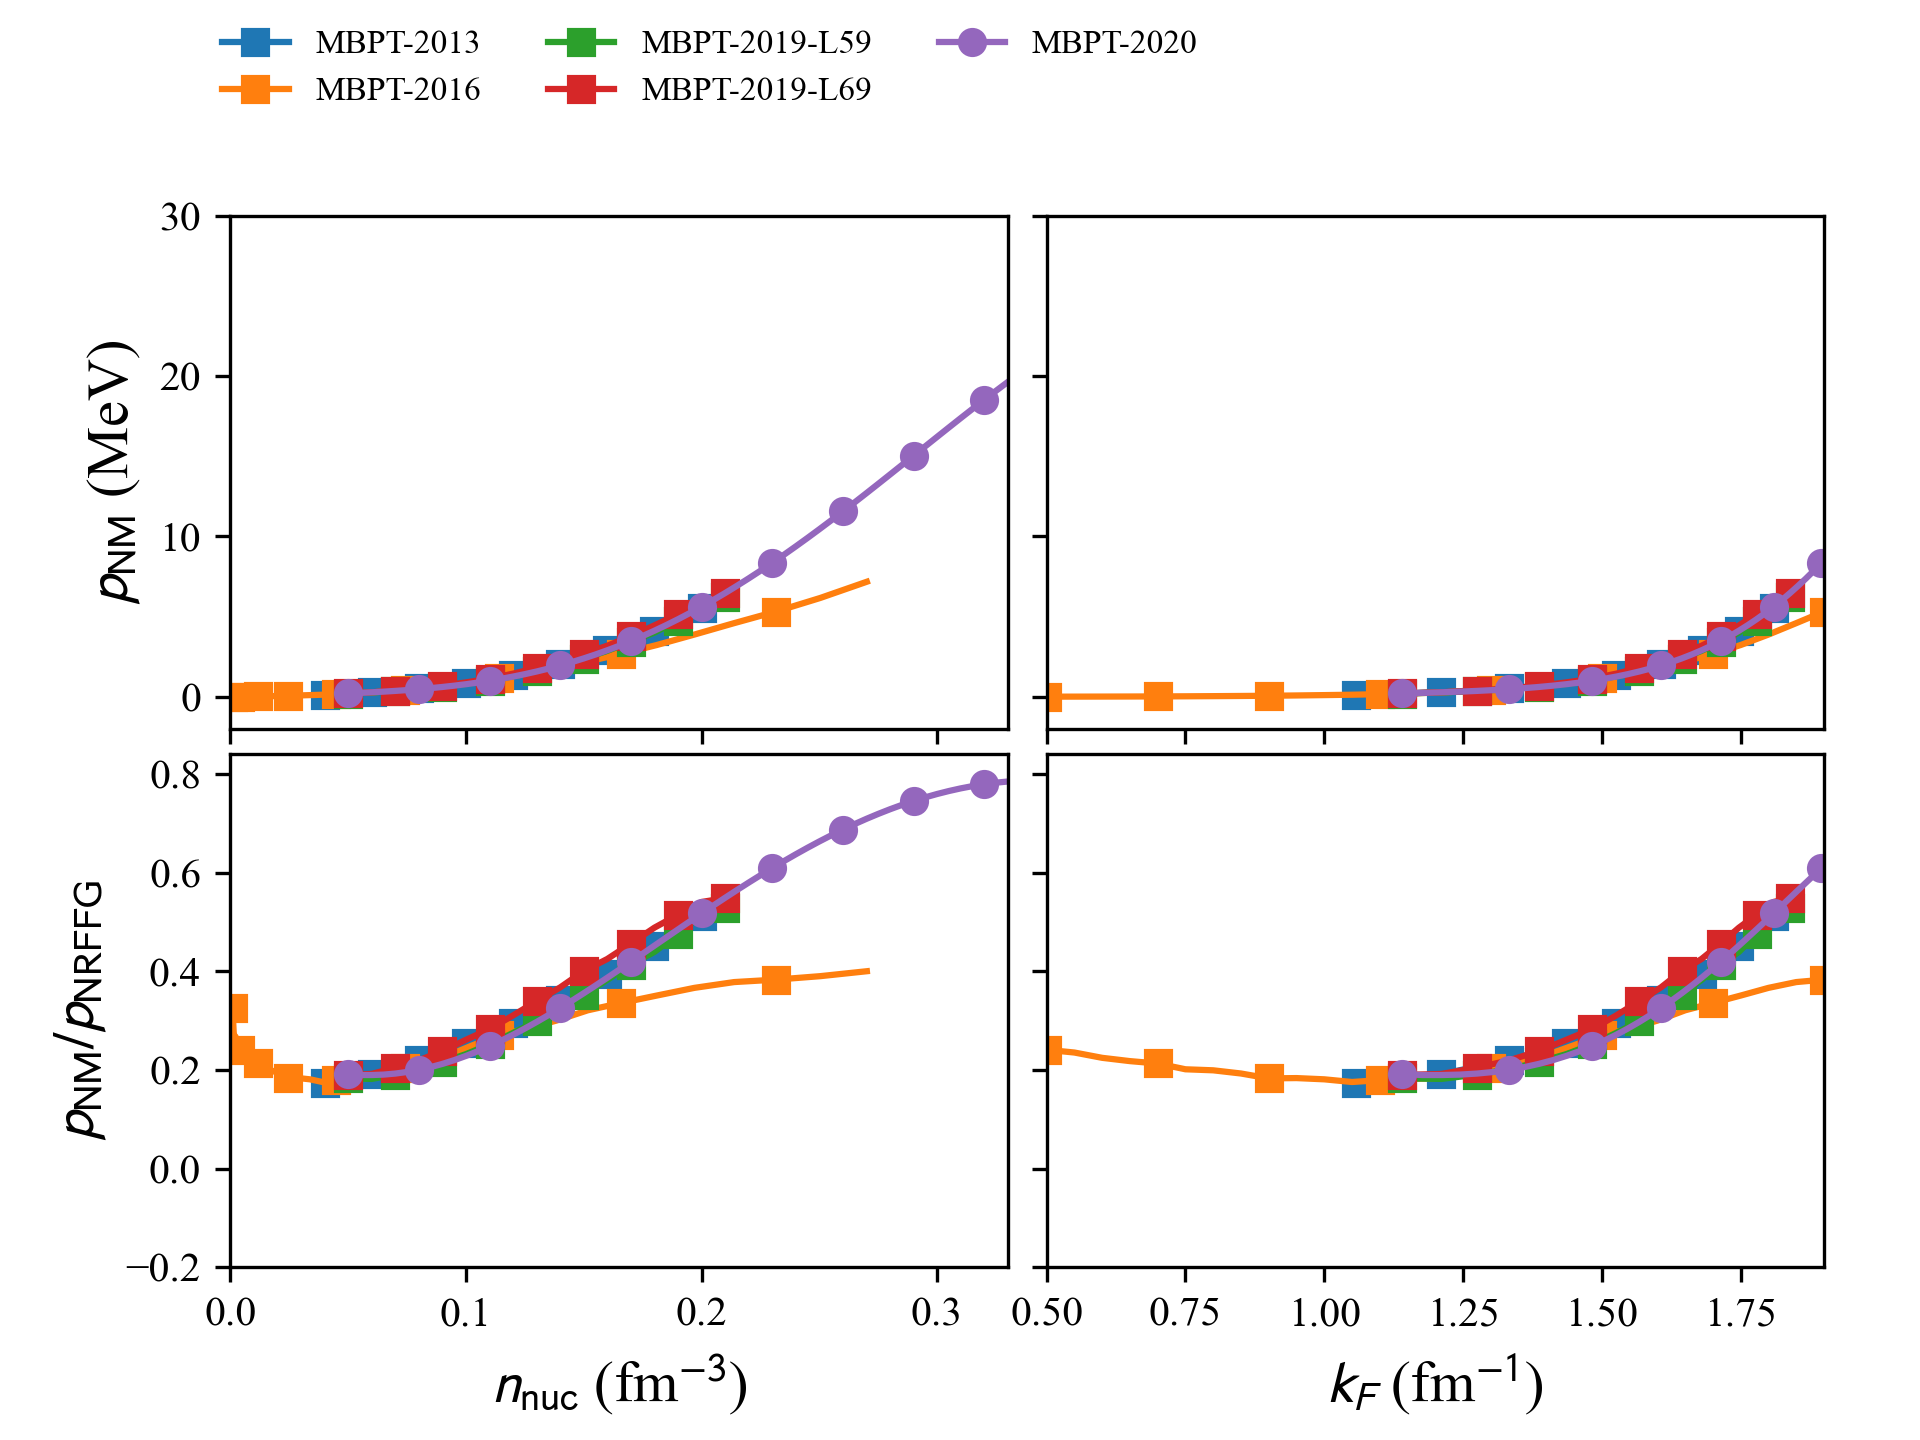 MBPT-2013 MBPT-2019-L59 MBPT-2020
MBPT-2016 MBPT-2019-L69
30
20
10
0
p_NM (MeV)
0.8
0.6
0.4
0.2
0.0
−0.2
p_NM/p_NRFFG
0.0 0.1 0.2 0.3
0.50 0.75 1.00 1.25 1.50 1.75
n_nuc (fm⁻³)
k_F (fm⁻¹)